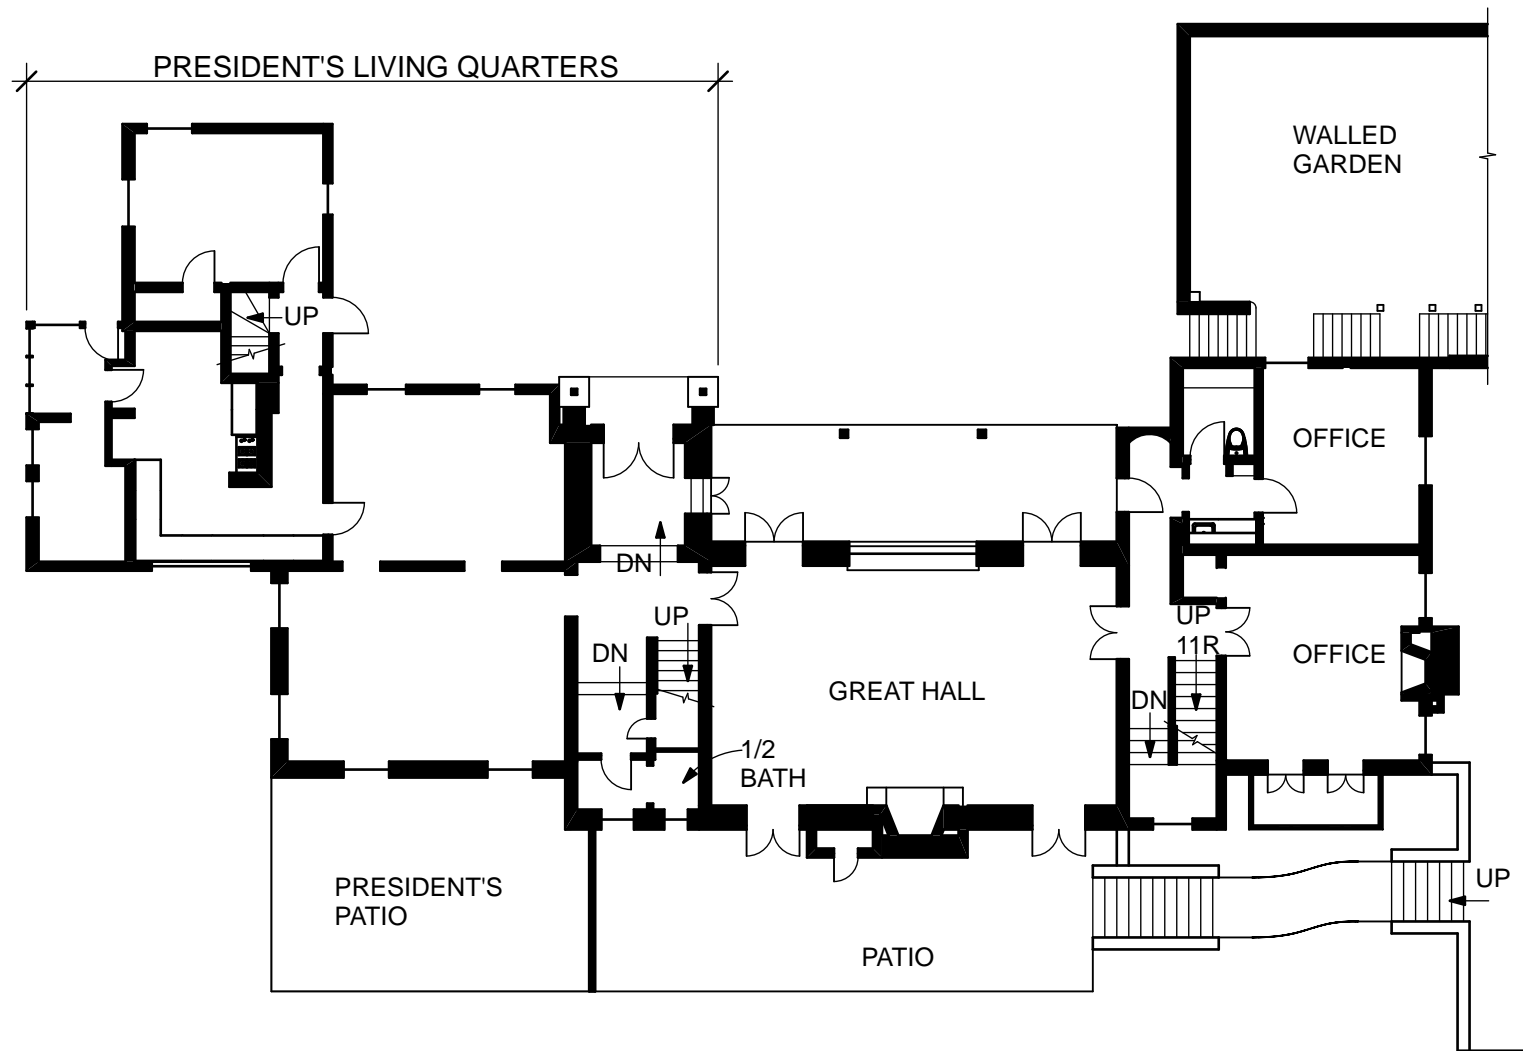 PRESIDENT'S LIVING QUARTERS
WALLED
GARDEN
UP
OFFICE
DN
UP
UP
11R
DN
OFFICE
GREAT HALL
DN
1/2
BATH
PRESIDENT'S
PATIO
UP
PATIO